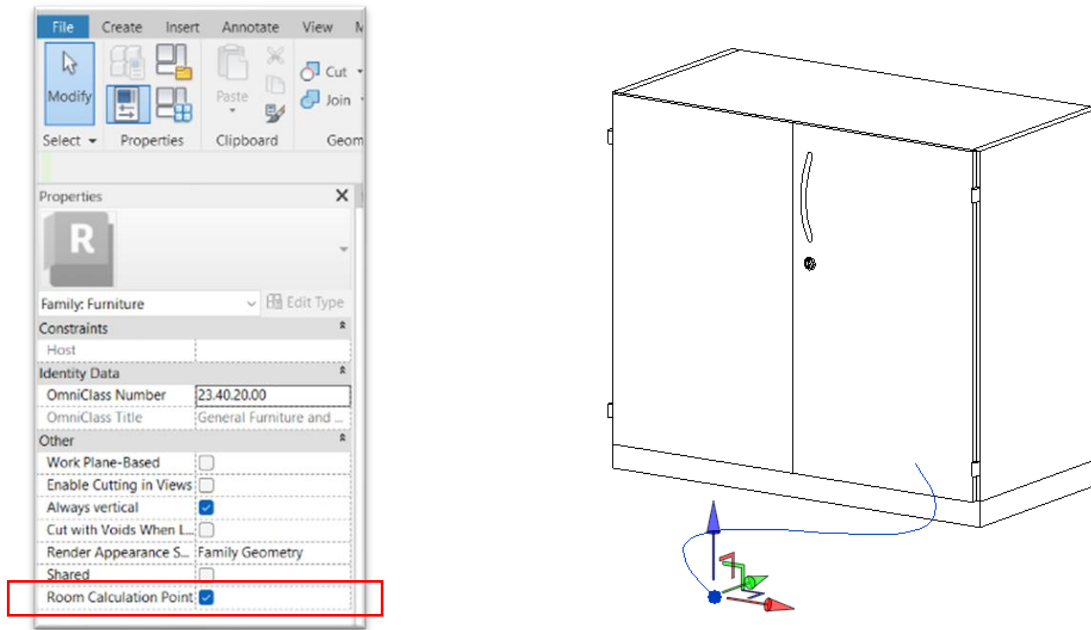 File Create Insert Annotate View M
Modify Paste Cut
Join
Select Properties Clipboard Geom
Properties
R
Family: Furniture Edit Type
Constraints
Host
Identity Data
OmniClass Number 23.40.20.00
OmniClass Title General Furniture and ...
Other
Work Plane-Based
Enable Cutting in Views
Always vertical
Cut with Voids When L...
Render Appearance S... Family Geometry
Shared
Room Calculation Point